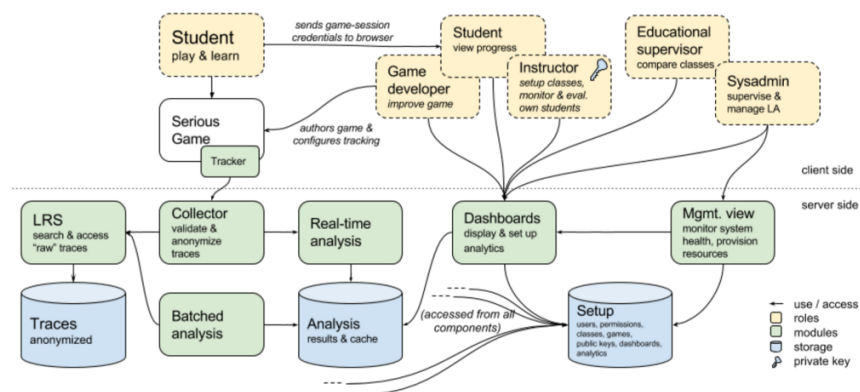 Student
play & learn
sends game-session
credentials to browser
Student
view progress
Game
developer
improve game
Instructor
setup classes,
monitor & eval.
own students
Educational
supervisor
compare classes
Sysadmin
supervise &
manage LA
Serious
Game
authors game &
configures tracking
Tracker
client side
server side
LRS
search & access
“raw” traces
Collector
validate &
anonymize
traces
Real-time
analysis
Dashboards
display & set up
analytics
Mgmt. view
monitor system
health, provision
resources
Traces
anonymized
Batched
analysis
Analysis
results & cache
(accessed from all
components)
Setup
users, permissions,
classes, games,
public keys, dashboards,
analytics
use / access
roles
modules
storage
private key